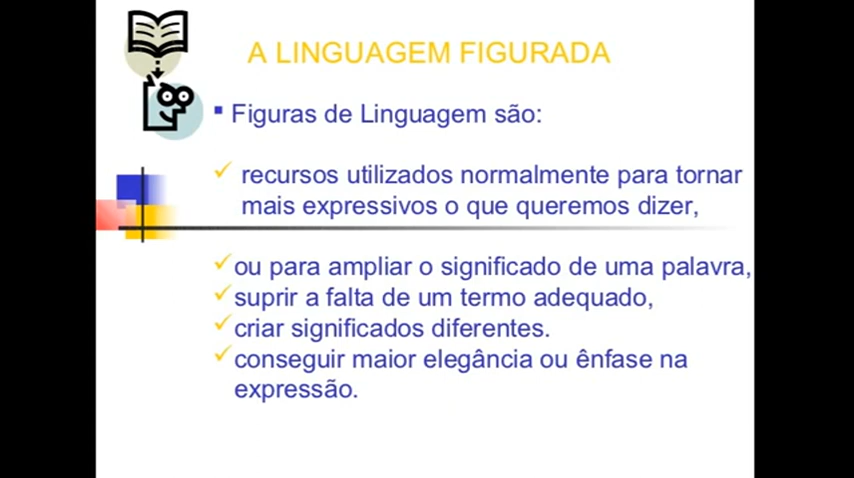 A LINGUAGEM FIGURADA
Figuras de Linguagem são:
recursos utilizados normalmente para tornar
mais expressivos o que queremos dizer,
ou para ampliar o significado de uma palavra,
suprir a falta de um termo adequado,
criar significados diferentes.
conseguir maior elegância ou ênfase na
expressão.